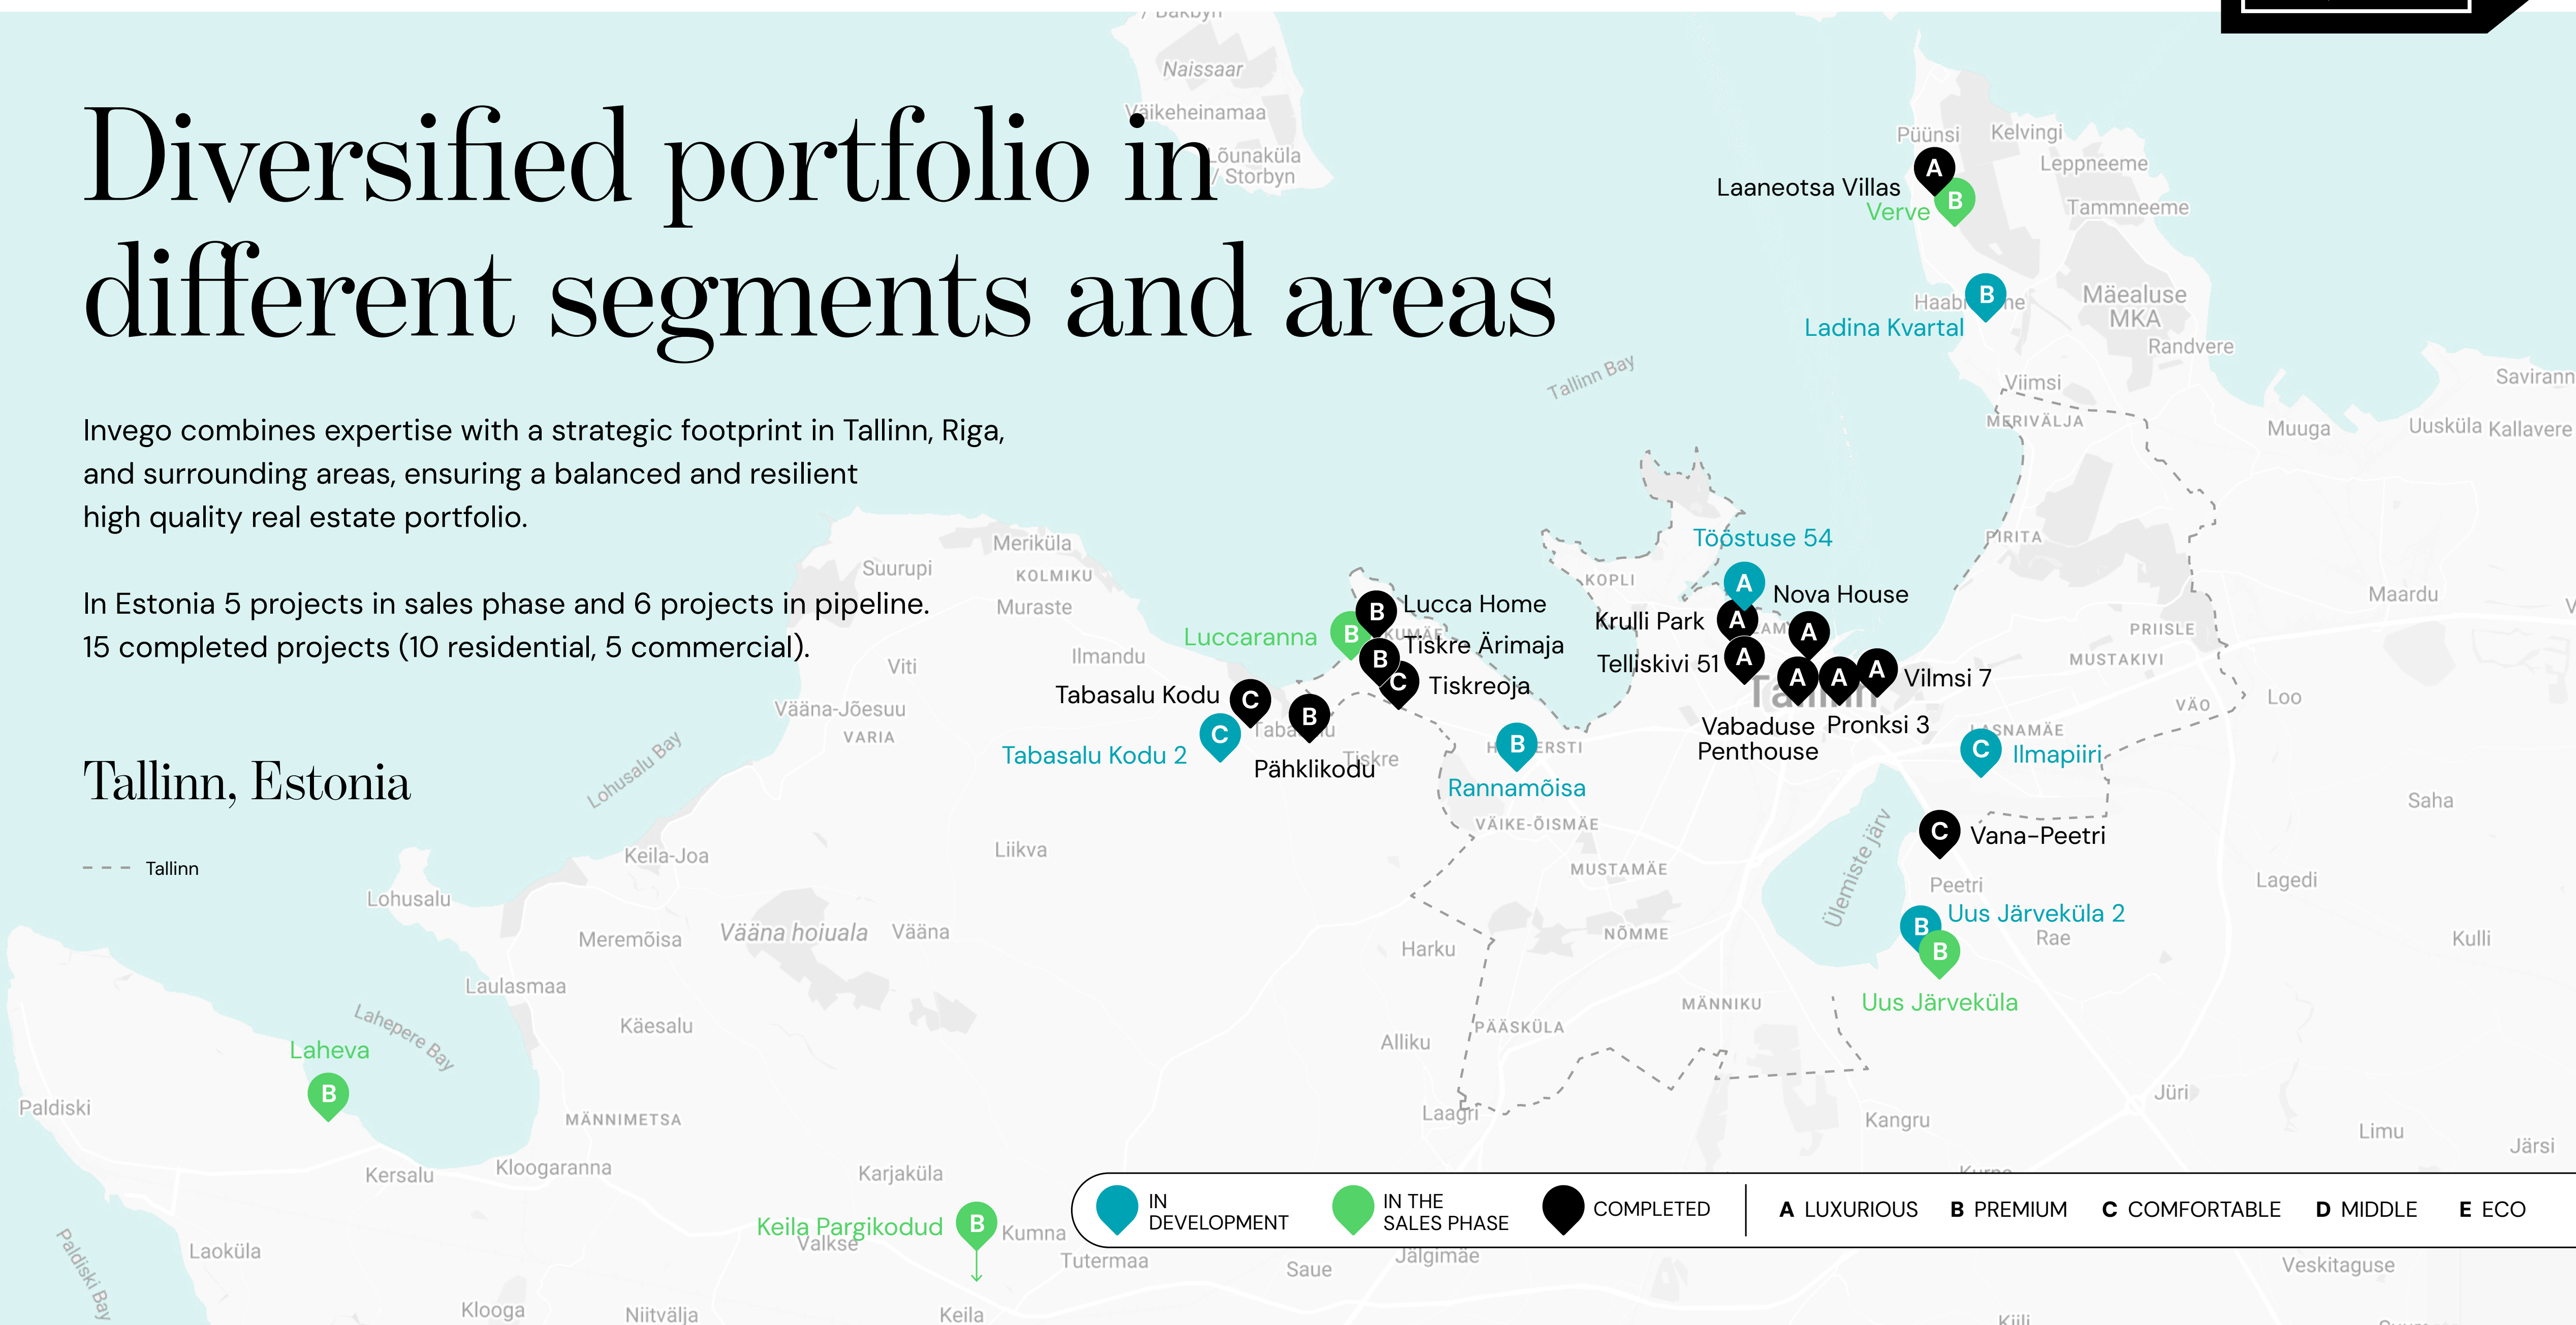 Diversified portfolio in
different segments and areas
Invego combines expertise with a strategic footprint in Tallinn, Riga,
and surrounding areas, ensuring a balanced and resilient
high quality real estate portfolio.
In Estonia 5 projects in sales phase and 6 projects in pipeline.
15 completed projects (10 residential, 5 commercial).
Tallinn, Estonia
Tallinn
/ Bakbyn
Naissaar
Väikeheinamaa
Lõunaküla
/ Storbyn
Püünsi
Kelvingi
Leppneeme
Tammneeme
A
Laaneotsa Villas
B
Verve
B
Ladina Kvartal
Mäealuse
MKA
Randvere
Viimsi
MERIVÄLJA
Tallinn Bay
Muuga
Uusküla
Kallavere
PIRITA
Maardu
PRIISLE
MUSTAKIVI
VÄO
Loo
Saha
Lagedi
Kulli
Meriküla
KOLMIKU
Suurupi
Muraste
Ilmandu
Viti
Vääna-Jõesuu
VARIA
Lohusalu Bay
Keila-Joa
Liikva
Lohusalu
Meremõisa
Vääna hoiuala
Vääna
Laulasmaa
Käesalu
Lahepere Bay
Laheva
B
Paldiski
MÄNNIMETSA
Kersalu
Kloogaranna
Karjaküla
Keila Pargikodud
B
Kumna
Valkse
Laoküla
Paldiski Bay
Klooga
Niitvälja
Keila
Tutermaa
Saue
Jälgimäe
Luccaranna
B
B
Lucca Home
B
Tiskre Ärimaja
C
Tiskreoja
Tabasalu Kodu
C
Tabasalu Kodu 2
C
B
Pähklikodu
Tiskre
B
Rannamõisa
KOPLI
Tööstuse 54
A
Nova House
A
Krulli Park
A
Telliskivi 51
A
A
A
A
Vilmsi 7
Vabaduse
Penthouse
Pronksi 3
Tallinn
LASNAMÄE
C
Ilmapiiri
C
Vana-Peetri
Peetri
B
Uus Järveküla 2
Rae
B
Uus Järveküla
Ülemiste järv
VÄIKE-ÕISMÄE
MUSTAMÄE
NÕMME
Harku
MÄNNIKU
PÄÄSKÜLA
Alliku
Laagri
Kangru
Jüri
Limu
Järsi
Veskitaguse
IN
DEVELOPMENT
IN THE
SALES PHASE
COMPLETED
A LUXURIOUS
B PREMIUM
C COMFORTABLE
D MIDDLE
E ECO